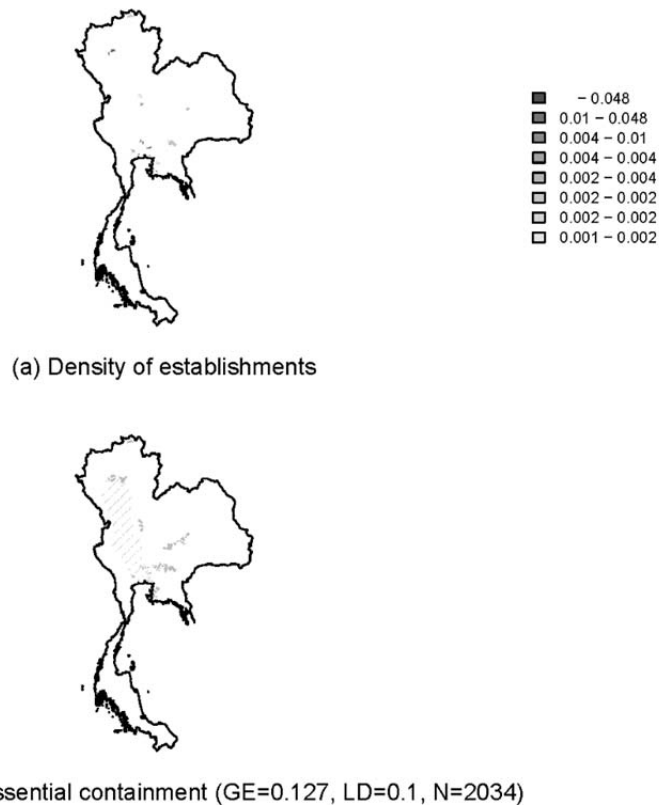 − 0.048
0.01 − 0.048
0.004 − 0.01
0.004 − 0.004
0.002 − 0.004
0.002 − 0.002
0.002 − 0.002
0.001 − 0.002
(a) Density of establishments
ssential containment (GE=0.127, LD=0.1, N=2034)